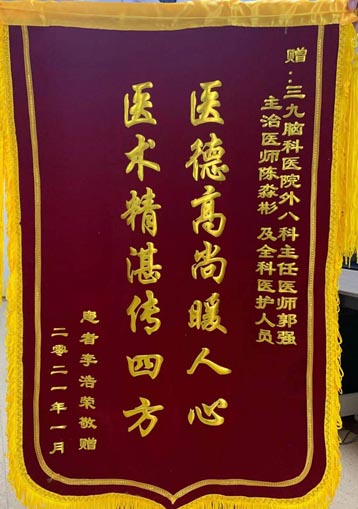 赠：三九脑科医院外八科主任医师郭强
主治医师陈淼彬 及全科医护人员
医德高尚暖人心
医术精湛传四方
患者李浩荣敬赠
二零二一年一月